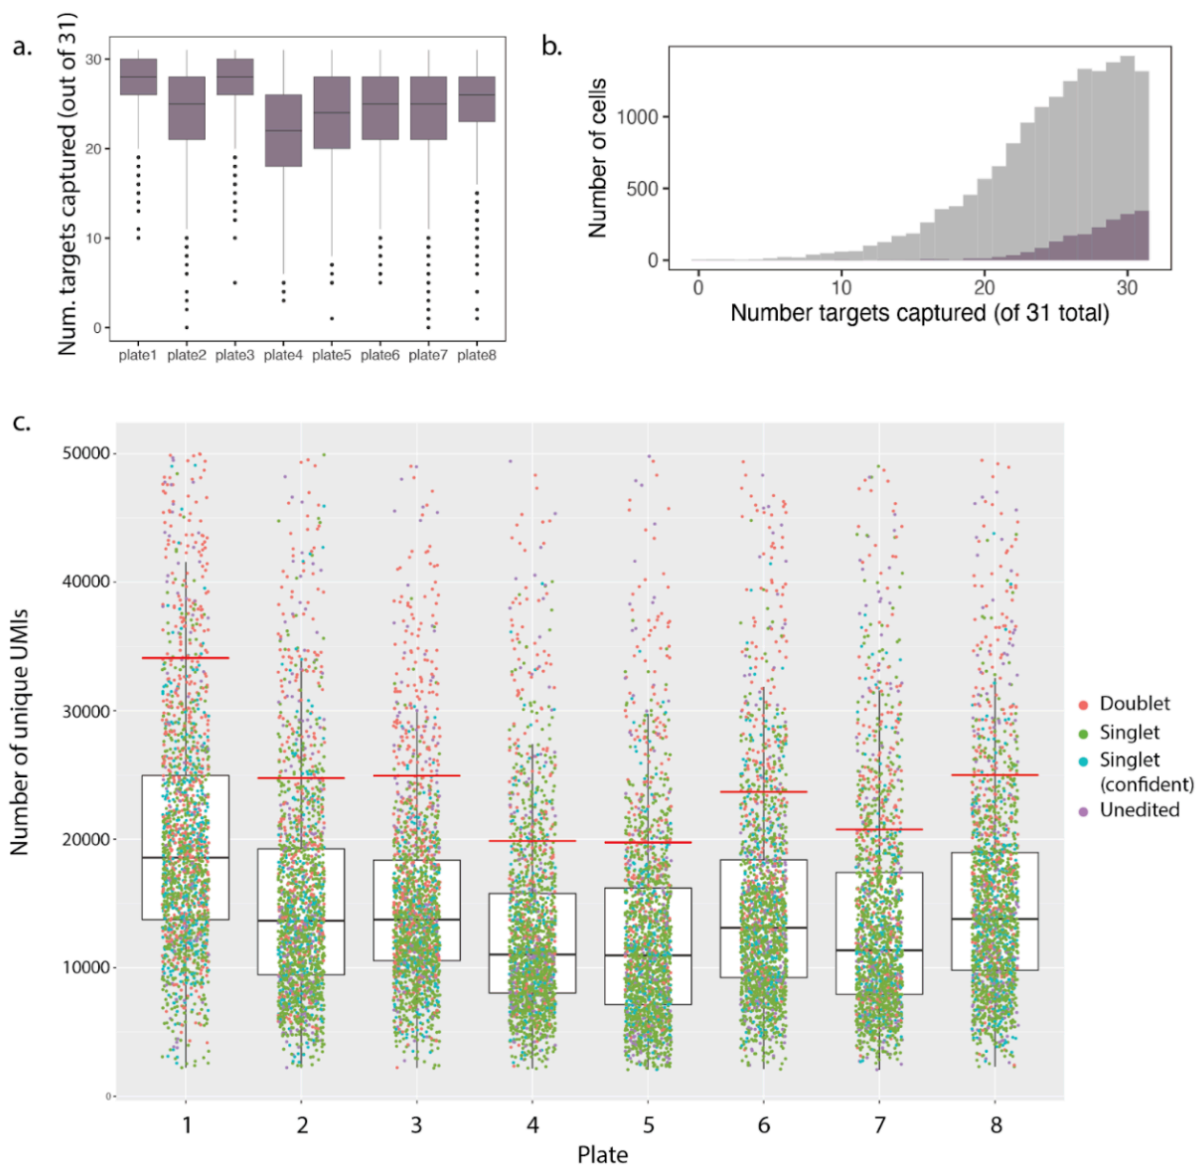 a.
Num. targets captured (out of 31)
30
20
10
0
plate1 plate2 plate3 plate4 plate5 plate6 plate7 plate8
b.
Number of cells
1000
500
0
0 10 20 30
Number targets captured (of 31 total)
c.
Number of unique UMIs
50000
40000
30000
20000
10000
0
1 2 3 4 5 6 7 8
Plate
Doublet
Singlet
Singlet
(confident)
Unedited